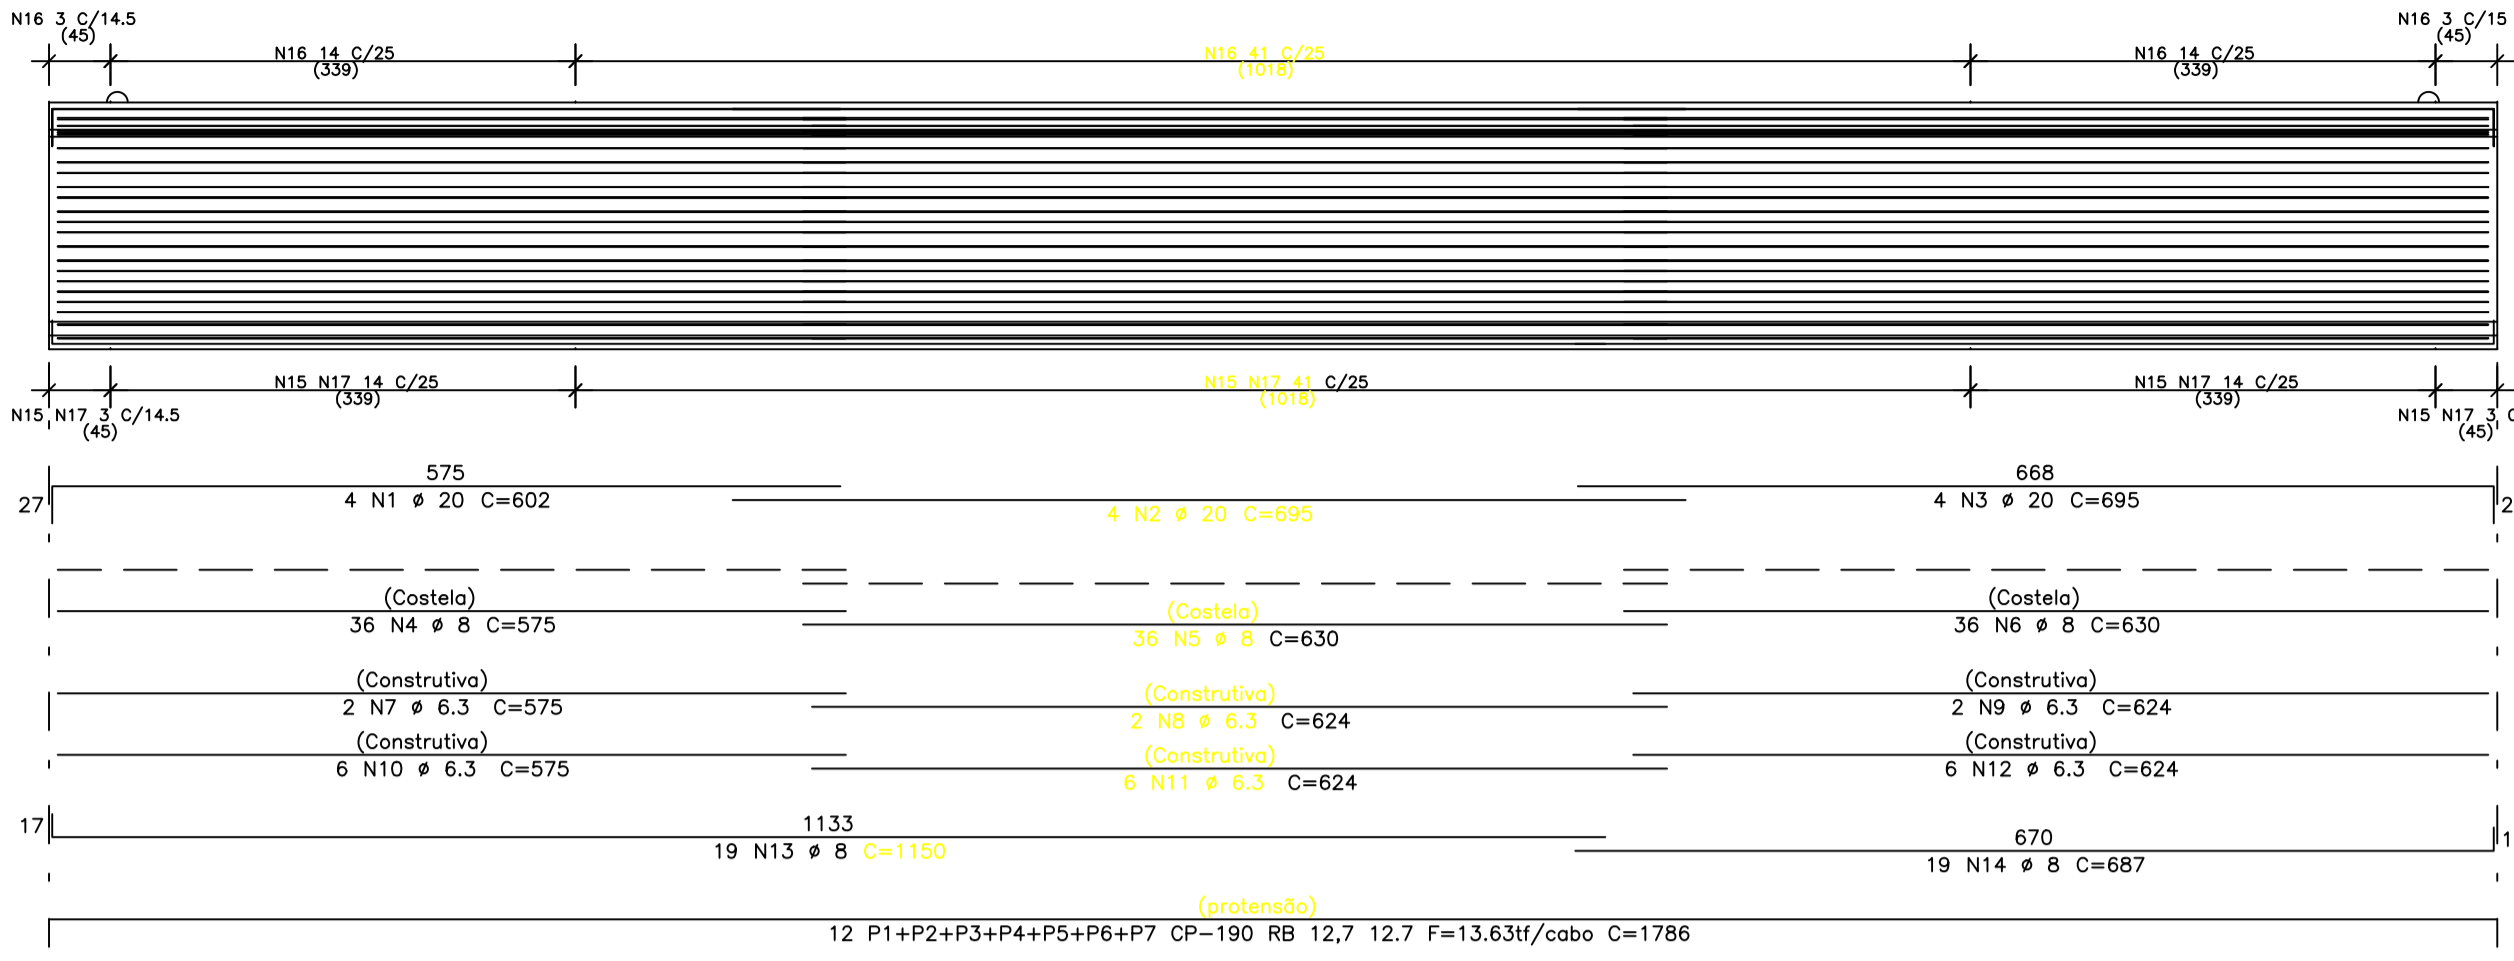 N16 3 C/14.5
(45)
N16 3 C/15
(45)
N16 14 C/25
(339)
N16 41 C/25
(1018)
N16 14 C/25
(339)
N15 N17 14 C/25
(339)
N15 N17 41 C/25
(1018)
N15 N17 14 C/25
(339)
N15 N17 3 C/14.5
(45)
N15 N17 3
(45)
575
27
4 N1 ø 20 C=602
4 N2 ø 20 C=695
668
4 N3 ø 20 C=695
(Costela)
36 N4 ø 8 C=575
(Costela)
36 N5 ø 8 C=630
(Costela)
36 N6 ø 8 C=630
(Construtiva)
2 N7 ø 6.3 C=575
(Construtiva)
2 N8 ø 6.3 C=624
(Construtiva)
2 N9 ø 6.3 C=624
(Construtiva)
6 N10 ø 6.3 C=575
(Construtiva)
6 N11 ø 6.3 C=624
(Construtiva)
6 N12 ø 6.3 C=624
17
1133
19 N13 ø 8 C=1150
670
19 N14 ø 8 C=687
(protensão)
12 P1+P2+P3+P4+P5+P6+P7 CP-190 RB 12,7 12.7 F=13.63tf/cabo C=1786